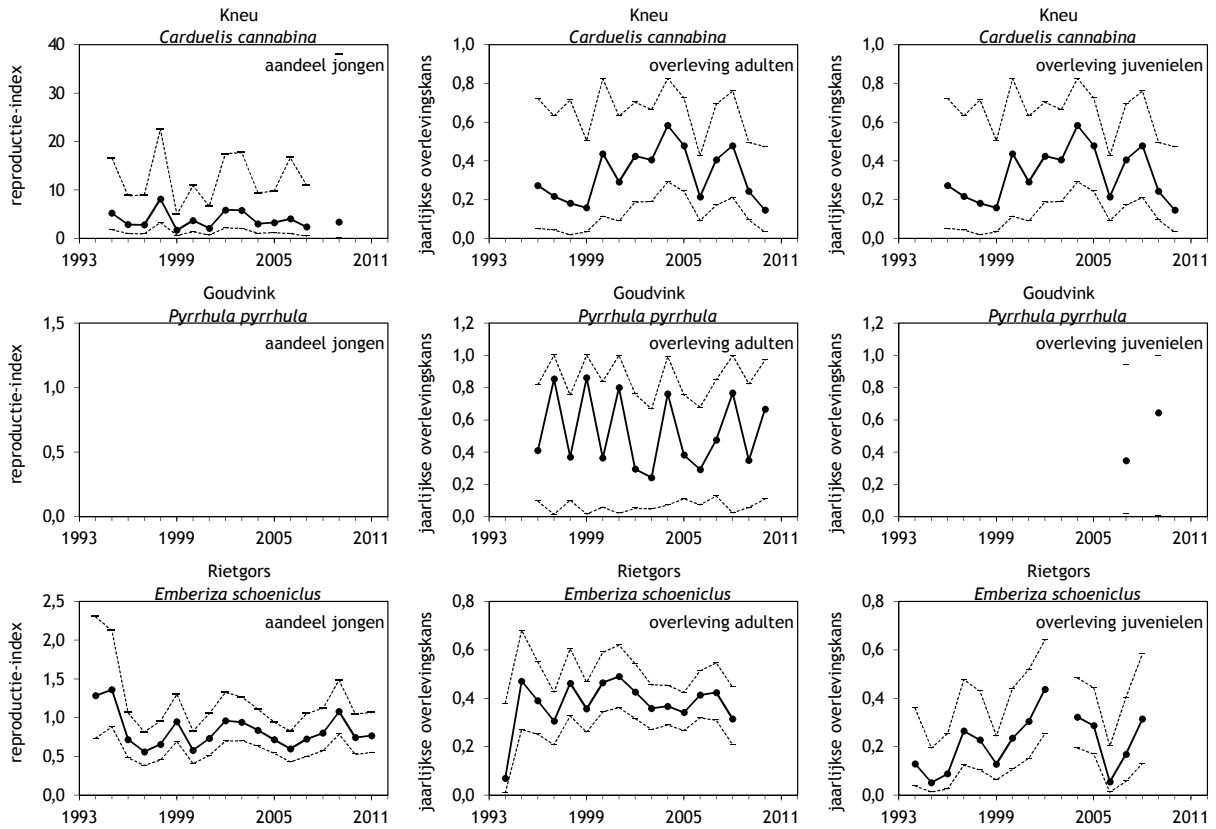 Kneu
Carduelis cannabina
aandeel jongen
reproductie-index
40
30
20
10
0
1993 1999 2005 2011
Kneu
Carduelis cannabina
overleving adulten
jaarlijkse overlevingskans
1,0
0,8
0,6
0,4
0,2
0,0
1993 1999 2005 2011
Kneu
Carduelis cannabina
overleving juvenielen
jaarlijkse overlevingskans
1,0
0,8
0,6
0,4
0,2
0,0
1993 1999 2005 2011
Goudvink
Pyrrhula pyrrhula
aandeel jongen
reproductie-index
1,5
1,0
0,5
0,0
1993 1999 2005 2011
Goudvink
Pyrrhula pyrrhula
overleving adulten
jaarlijkse overlevingskans
1,2
1,0
0,8
0,6
0,4
0,2
0,0
1993 1999 2005 2011
Goudvink
Pyrrhula pyrrhula
overleving juvenielen
jaarlijkse overlevingskans
1,2
1,0
0,8
0,6
0,4
0,2
0,0
1993 1999 2005 2011
Rietgors
Emberiza schoeniclus
aandeel jongen
reproductie-index
2,5
2,0
1,5
1,0
0,5
0,0
1993 1999 2005 2011
Rietgors
Emberiza schoeniclus
overleving adulten
jaarlijkse overlevingskans
0,8
0,6
0,4
0,2
0,0
1993 1999 2005 2011
Rietgors
Emberiza schoeniclus
overleving juvenielen
jaarlijkse overlevingskans
0,8
0,6
0,4
0,2
0,0
1993 1999 2005 2011